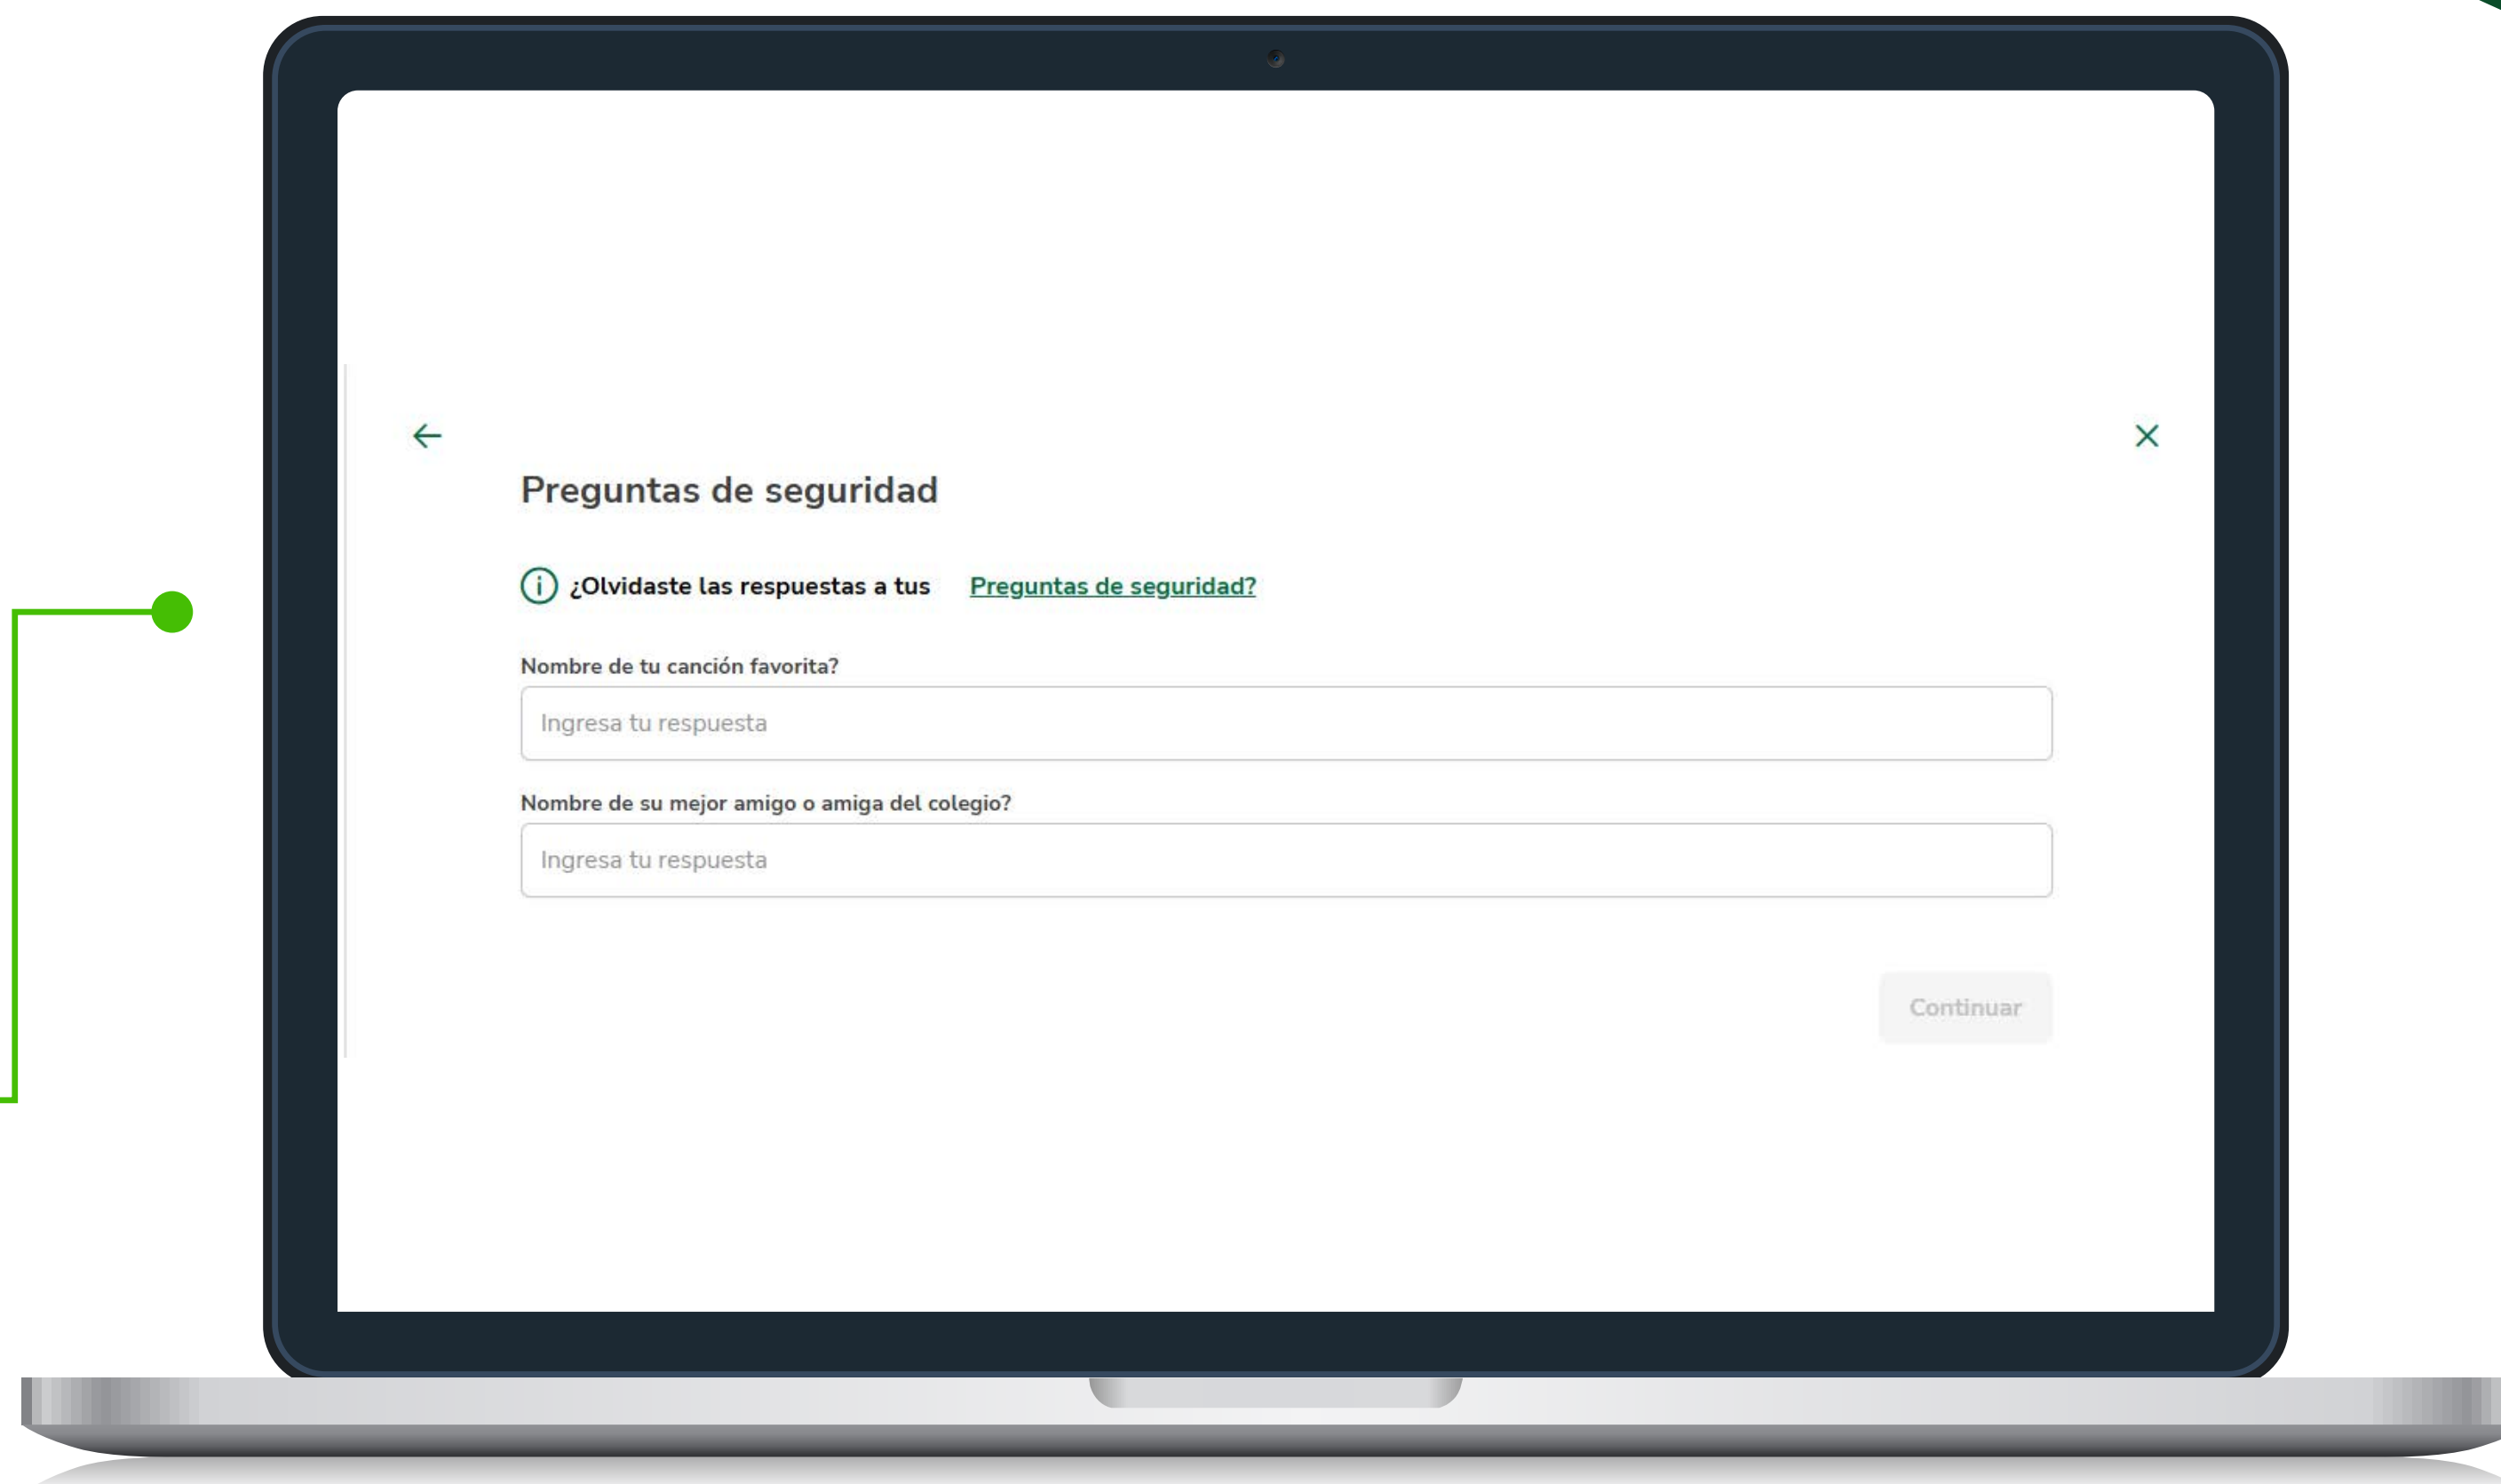 Preguntas de seguridad
¿Olvidaste las respuestas a tus Preguntas de seguridad?
Nombre de tu canción favorita?
Ingresa tu respuesta
Nombre de su mejor amigo o amiga del colegio?
Ingresa tu respuesta
Continuar